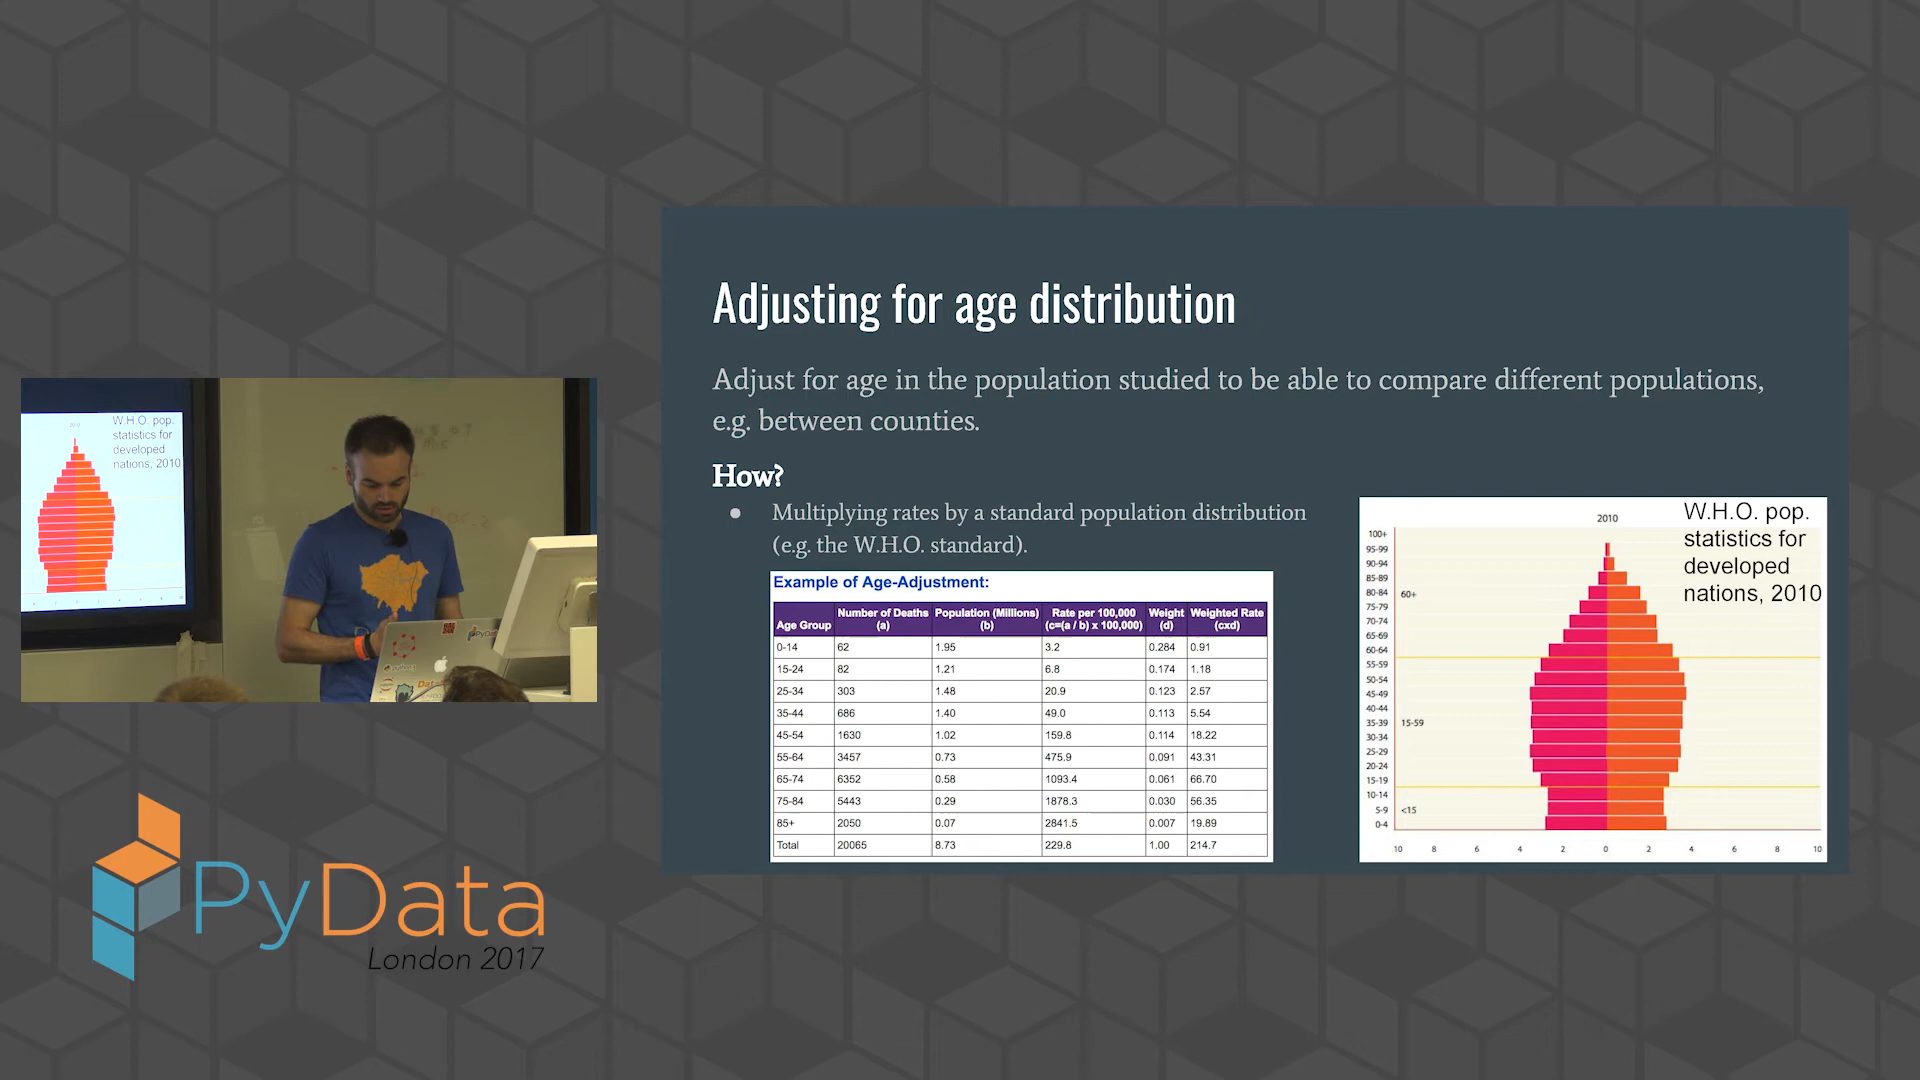 W.H.O. pop.
statistics for
developed
nations, 2010
PyData
London 2017
Adjusting for age distribution
Adjust for age in the population studied to be able to compare different populations,
e.g. between counties.
How?
● Multiplying rates by a standard population distribution
(e.g. the W.H.O. standard).
Example of Age-Adjustment:
Age Group Number of Deaths (a) Population (Millions) (b) Rate per 100,000 (c=(a / b) x 100,000) Weight (d) Weighted Rate (cxd)
0-14 62 1.95 3.2 0.284 0.91
15-24 82 1.21 6.8 0.174 1.18
25-34 303 1.48 20.9 0.123 2.57
35-44 686 1.40 49.0 0.113 5.54
45-54 1630 1.02 159.8 0.114 18.22
55-64 3457 0.73 475.9 0.091 43.31
65-74 6352 0.58 1093.4 0.061 66.70
75-84 5443 0.29 1878.3 0.030 56.35
85+ 2050 0.07 2841.5 0.007 19.89
Total 20065 8.73 229.8 1.00 214.7
2010
W.H.O. pop.
statistics for
developed
nations, 2010
100+
95-99
90-94
85-89
80-84 60+
75-79
70-74
65-69
60-64
55-59
50-54
45-49
40-44
35-39 15-59
30-34
25-29
20-24
15-19
10-14
5-9 <15
0-4
10 8 6 4 2 0 2 4 6 8 10